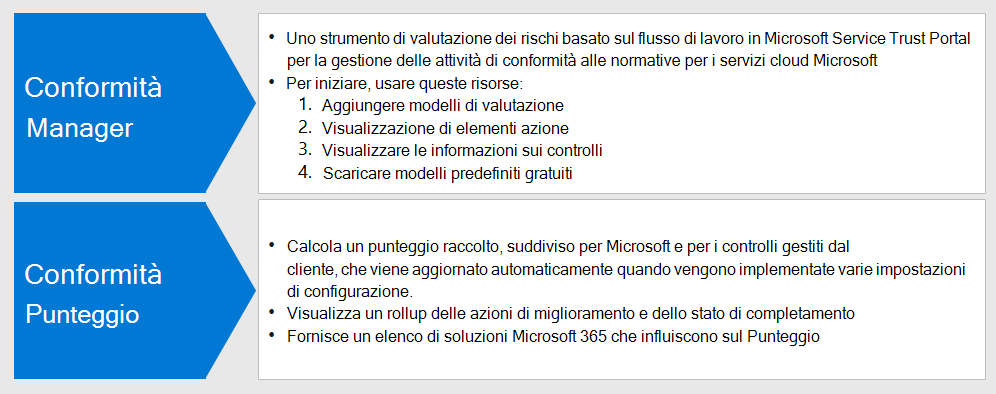 Conformità
Manager
• Uno strumento di valutazione dei rischi basato sul flusso di lavoro in Microsoft Service Trust Portal
per la gestione delle attività di conformità alle normative per i servizi cloud Microsoft
• Per iniziare, usare queste risorse:
1. Aggiungere modelli di valutazione
2. Visualizzazione di elementi azione
3. Visualizzare le informazioni sui controlli
4. Scaricare modelli predefiniti gratuiti
Conformità
Punteggio
• Calcola un punteggio raccolto, suddiviso per Microsoft e per i controlli gestiti dal
cliente, che viene aggiornato automaticamente quando vengono implementate varie impostazioni
di configurazione.
• Visualizza un rollup delle azioni di miglioramento e dello stato di completamento
• Fornisce un elenco di soluzioni Microsoft 365 che influiscono sul Punteggio